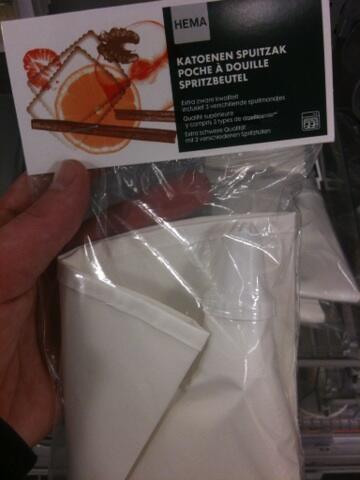 HEMA
KATOENEN SPUITZAK
POCHE À DOUILLE
SPRITZBEUTEL
Extra zware kwaliteit
inclusief 3 verschillende spuitmondjes
Qualité supérieure
y compris 3 types de
Extra schwere Qualität
mit 3 verschiedenen Spritztüllen